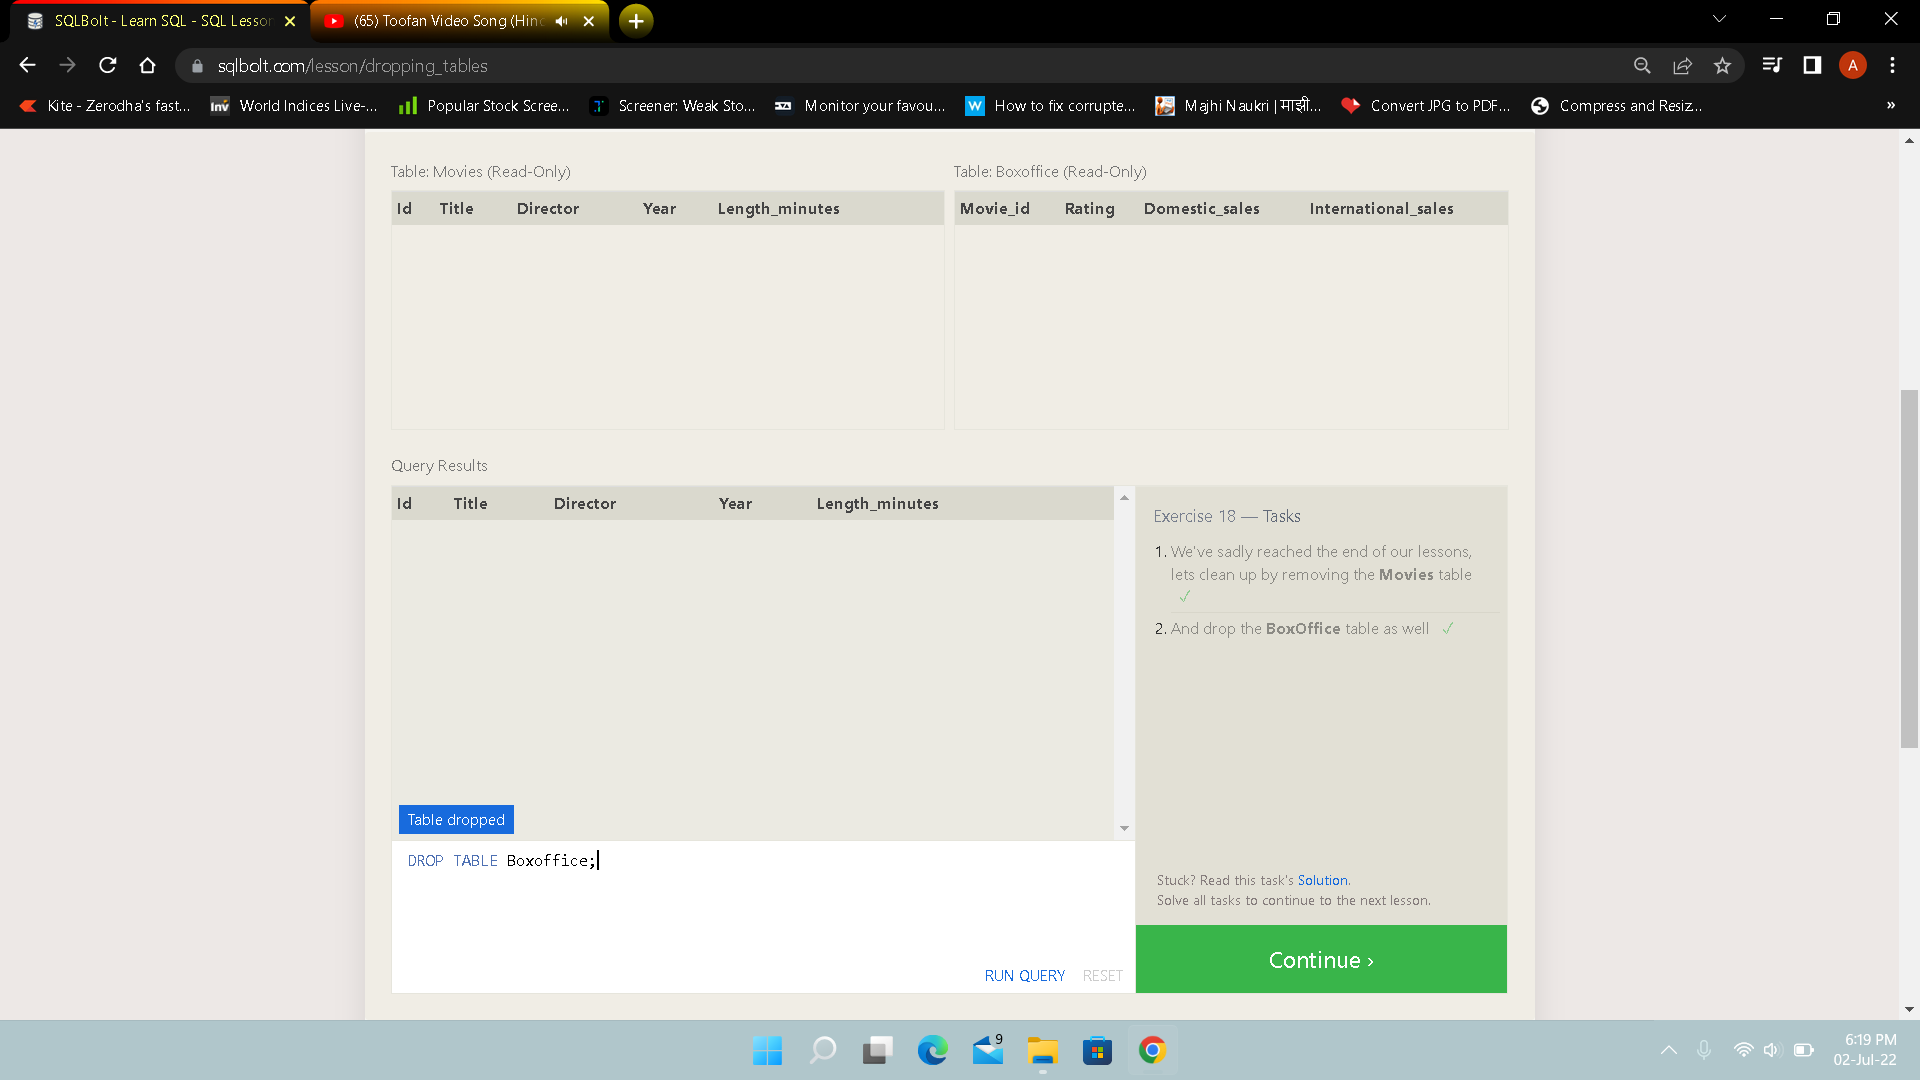 SQLBolt - Learn SQL - SQL Lesson
(65) Toofan Video Song (Hind
sqlbolt.com/lesson/dropping_tables
A
Kite - Zerodha's fast...
World Indices Live-...
Popular Stock Scree...
Screener: Weak Sto...
Monitor your favou...
How to fix corrupte...
Majhi Naukri | माझी...
Convert JPG to PDF...
Compress and Resiz...
»
Table: Movies (Read-Only)
Id Title Director Year Length_minutes
Table: Boxoffice (Read-Only)
Movie_id Rating Domestic_sales International_sales
Query Results
Id Title Director Year Length_minutes
Table dropped
DROP TABLE Boxoffice;
RUN QUERY RESET
Exercise 18 — Tasks
1. We've sadly reached the end of our lessons,
lets clean up by removing the Movies table
✓
2. And drop the BoxOffice table as well ✓
Stuck? Read this task's Solution.
Solve all tasks to continue to the next lesson.
Continue ›
9
6:19 PM
02-Jul-22